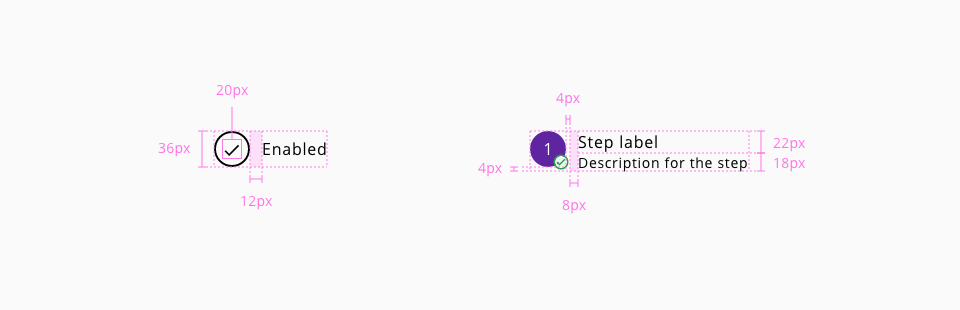 20px
36px
Enabled
12px
4px
1
Step label
Description for the step
22px
18px
4px
8px